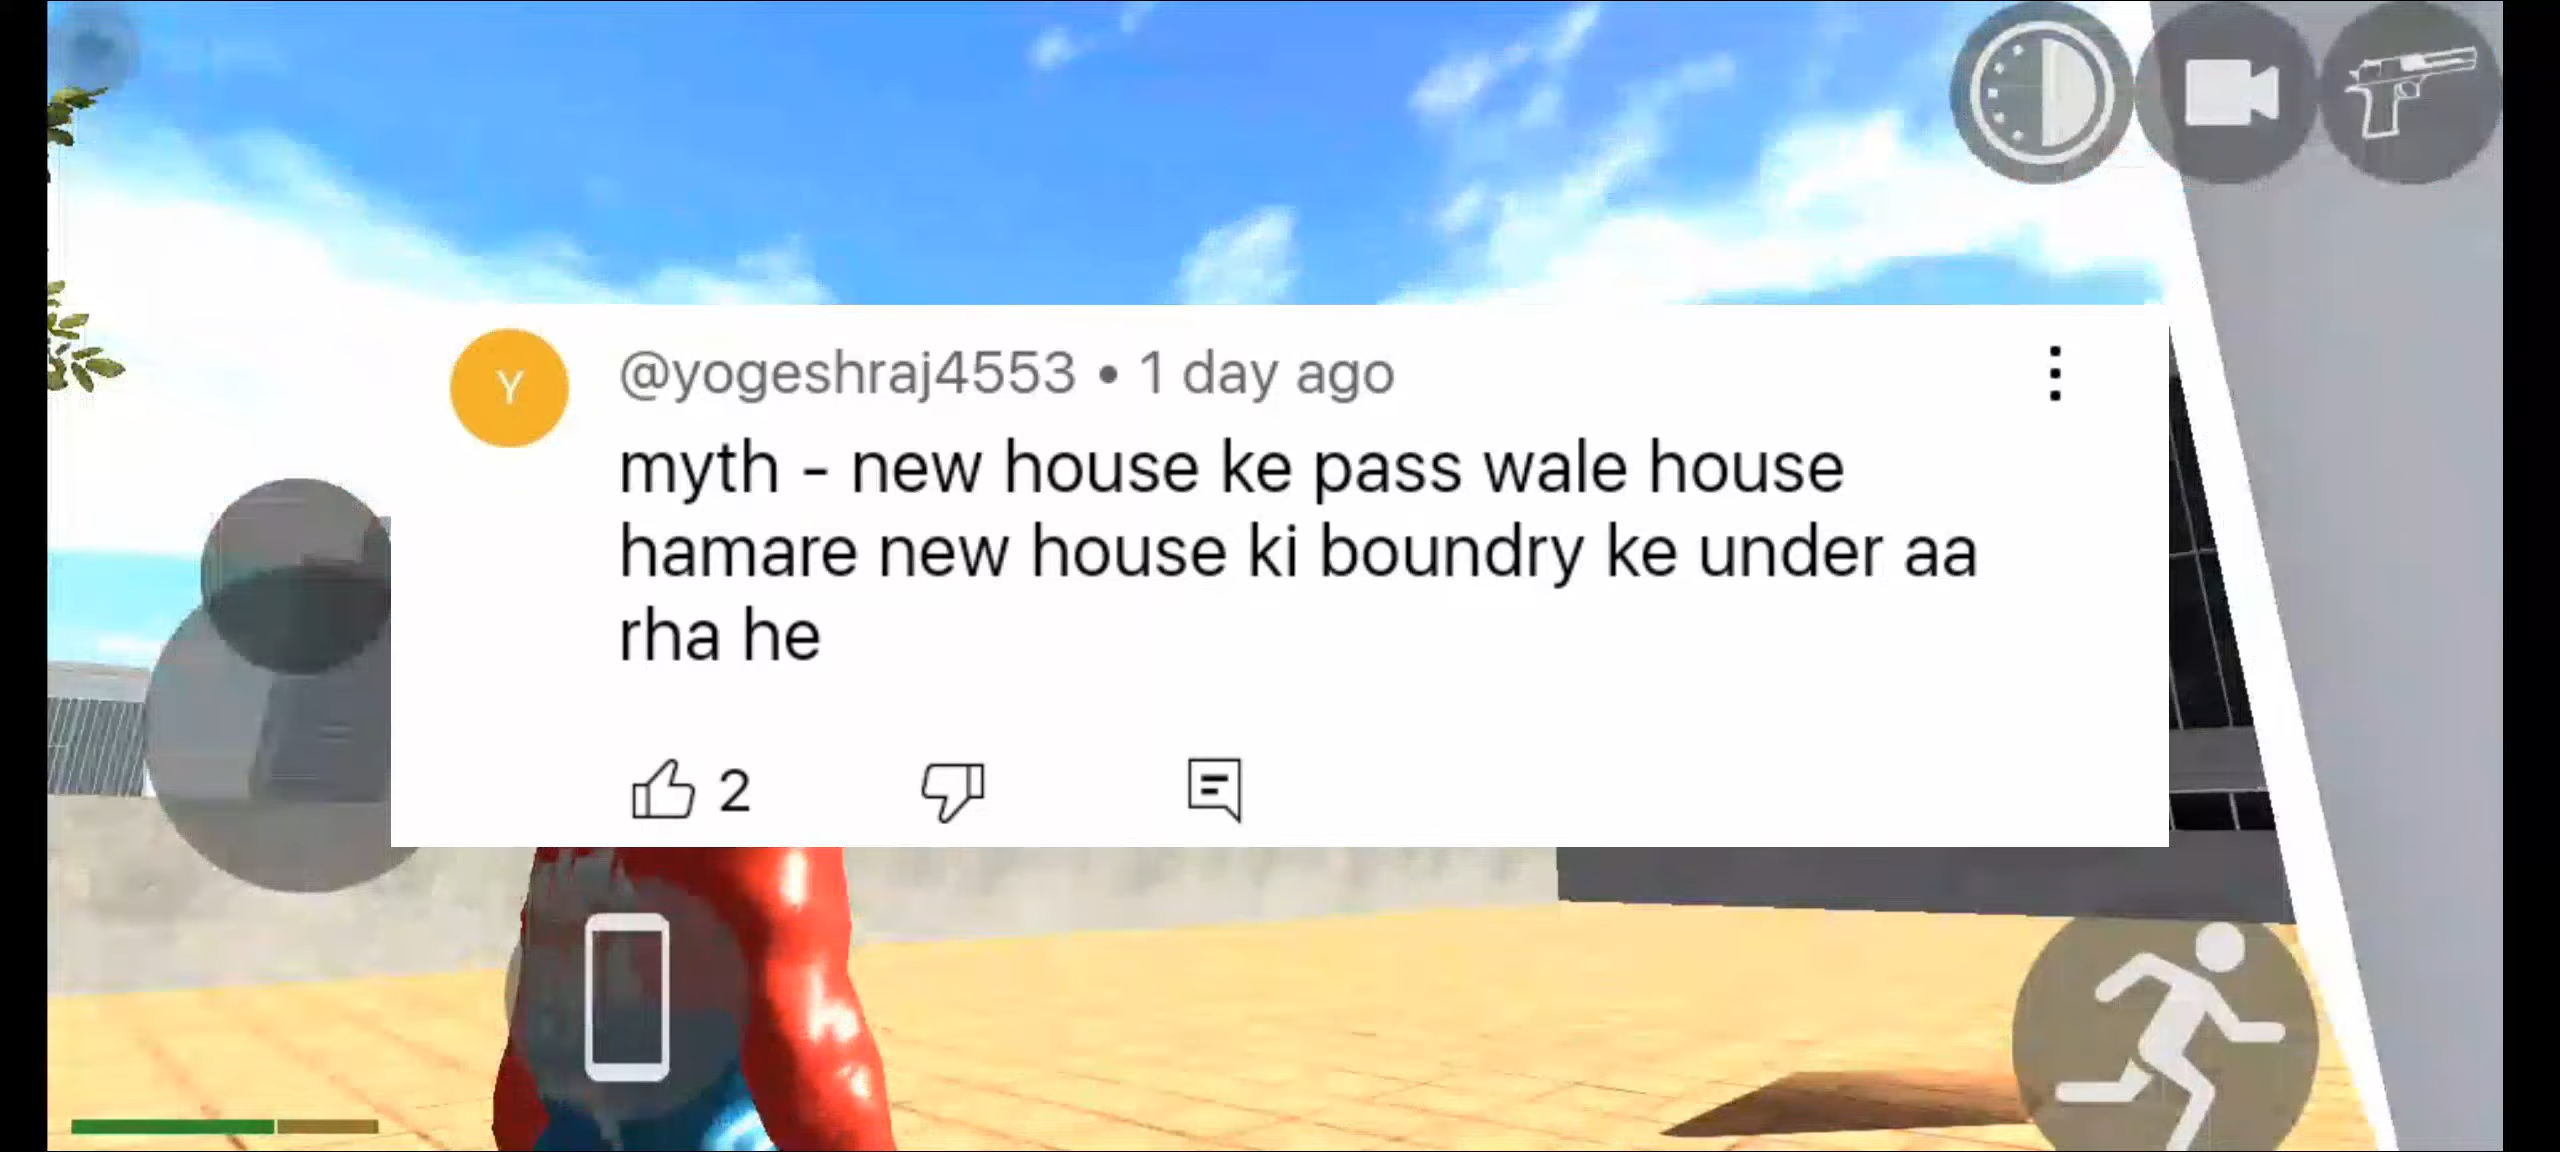 Y
@yogeshraj4553 • 1 day ago
myth - new house ke pass wale house
hamare new house ki boundry ke under aa
rha he
2